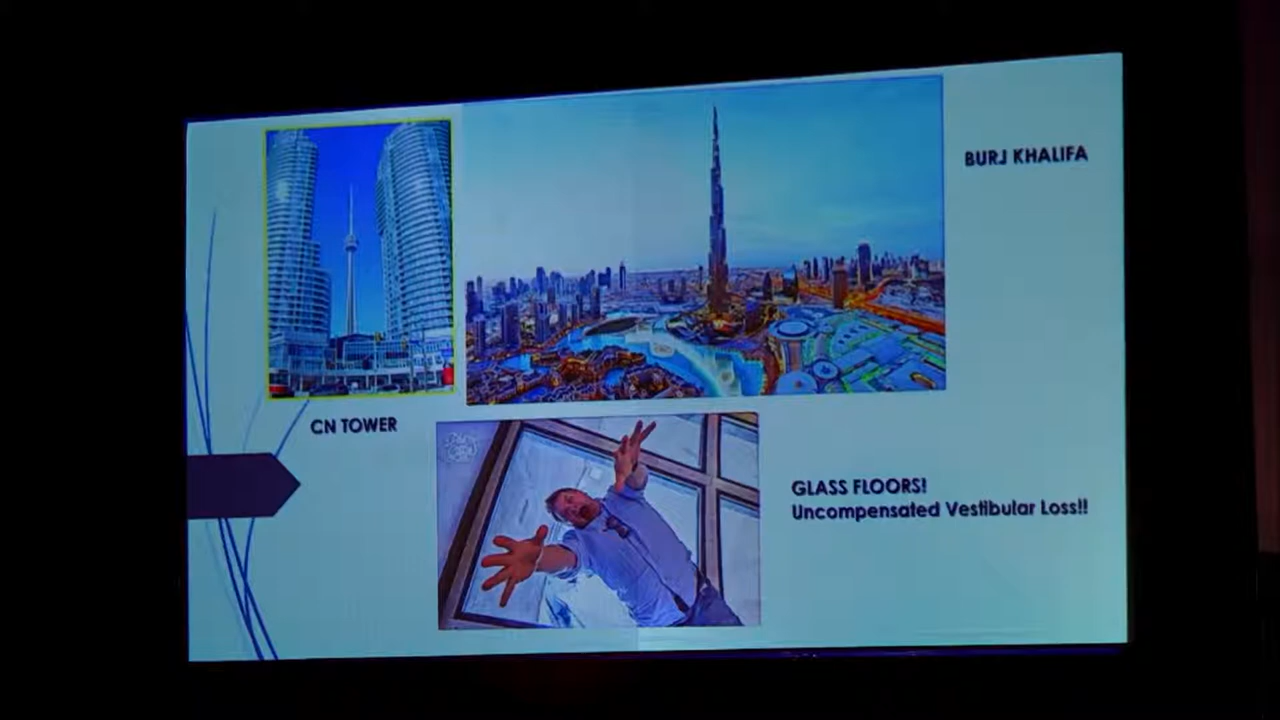 BURJ KHALIFA
CN TOWER
GLASS FLOORS!
Uncompensated Vestibular Loss!!